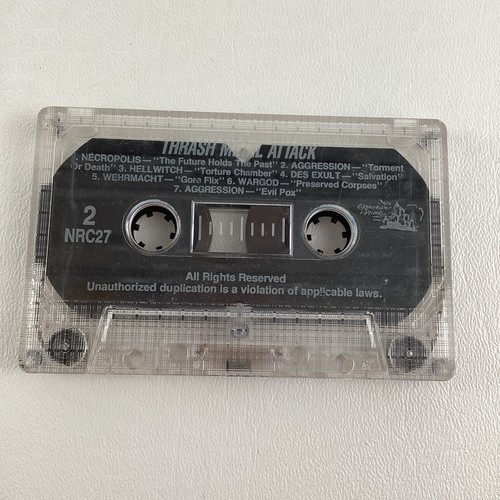 THRASH METAL ATTACK
1. NECROPOLIS—"The Future Holds The Past" 2. AGGRESSION—"Torment
Or Death" 3. HELLWITCH—"Torture Chamber" 4. DES EXULT—"Salvation"
5. WEHRMACHT—"Gore Flix" 6. WARGOD—"Preserved Corpses"
7. AGGRESSION—"Evil Pox"
2
NRC27
All Rights Reserved
Unauthorized duplication is a violation of applicable laws.